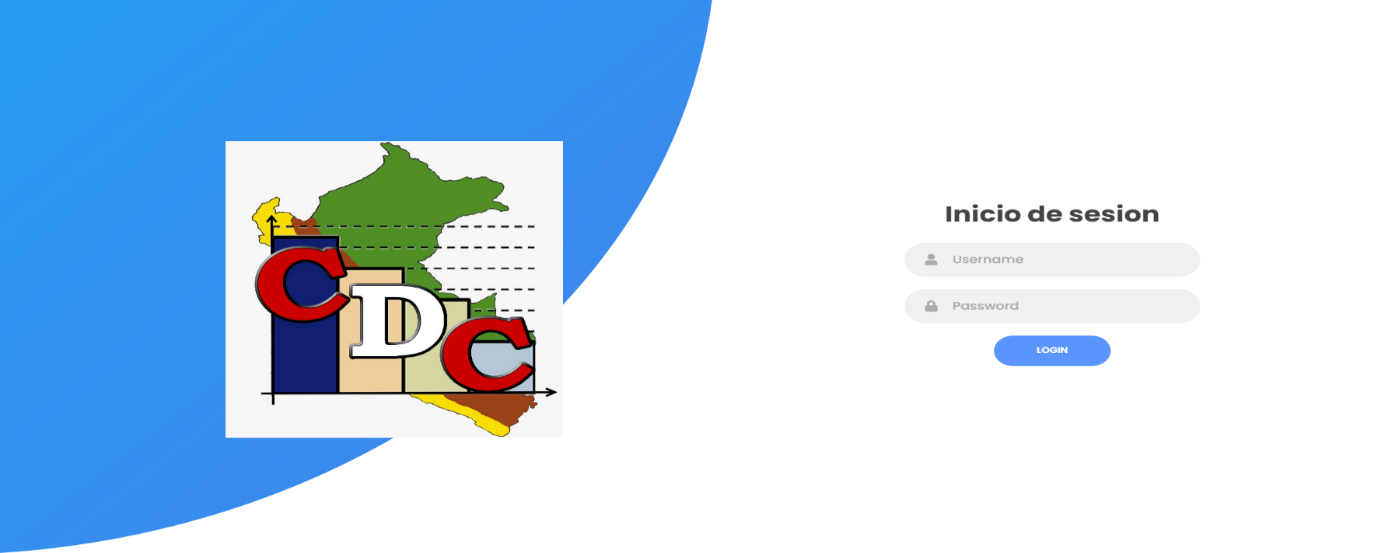 CDC
Inicio de sesion
Username
Password
LOGIN